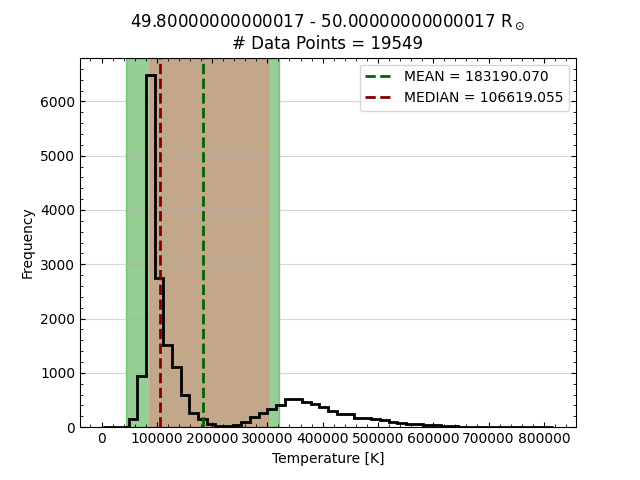 49.80000000000017 - 50.00000000000017 R⊙
# Data Points = 19549
MEAN = 183190.070
MEDIAN = 106619.055
Frequency
6000
5000
4000
3000
2000
1000
0
0 100000 200000 300000 400000 500000 600000 700000 800000
Temperature [K]